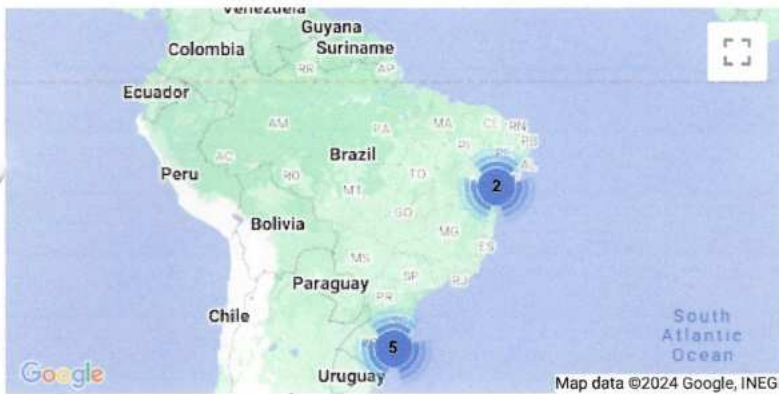 Venezuela
Guyana
Colombia
Suriname
RR
AP
Ecuador
AM
PA
MA
CE
RN
PB
PI
PE
AL
AC
Brazil
TO
Peru
RO
MT
2
GO
Bolivia
MG
ES
MS
SP
RJ
Paraguay
PR
Chile
South
Atlantic
Ocean
5
Uruguay
Google
Map data ©2024 Google, INEG